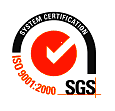 SYSTEM CERTIFICATION
ISO 9001:2000
SGS